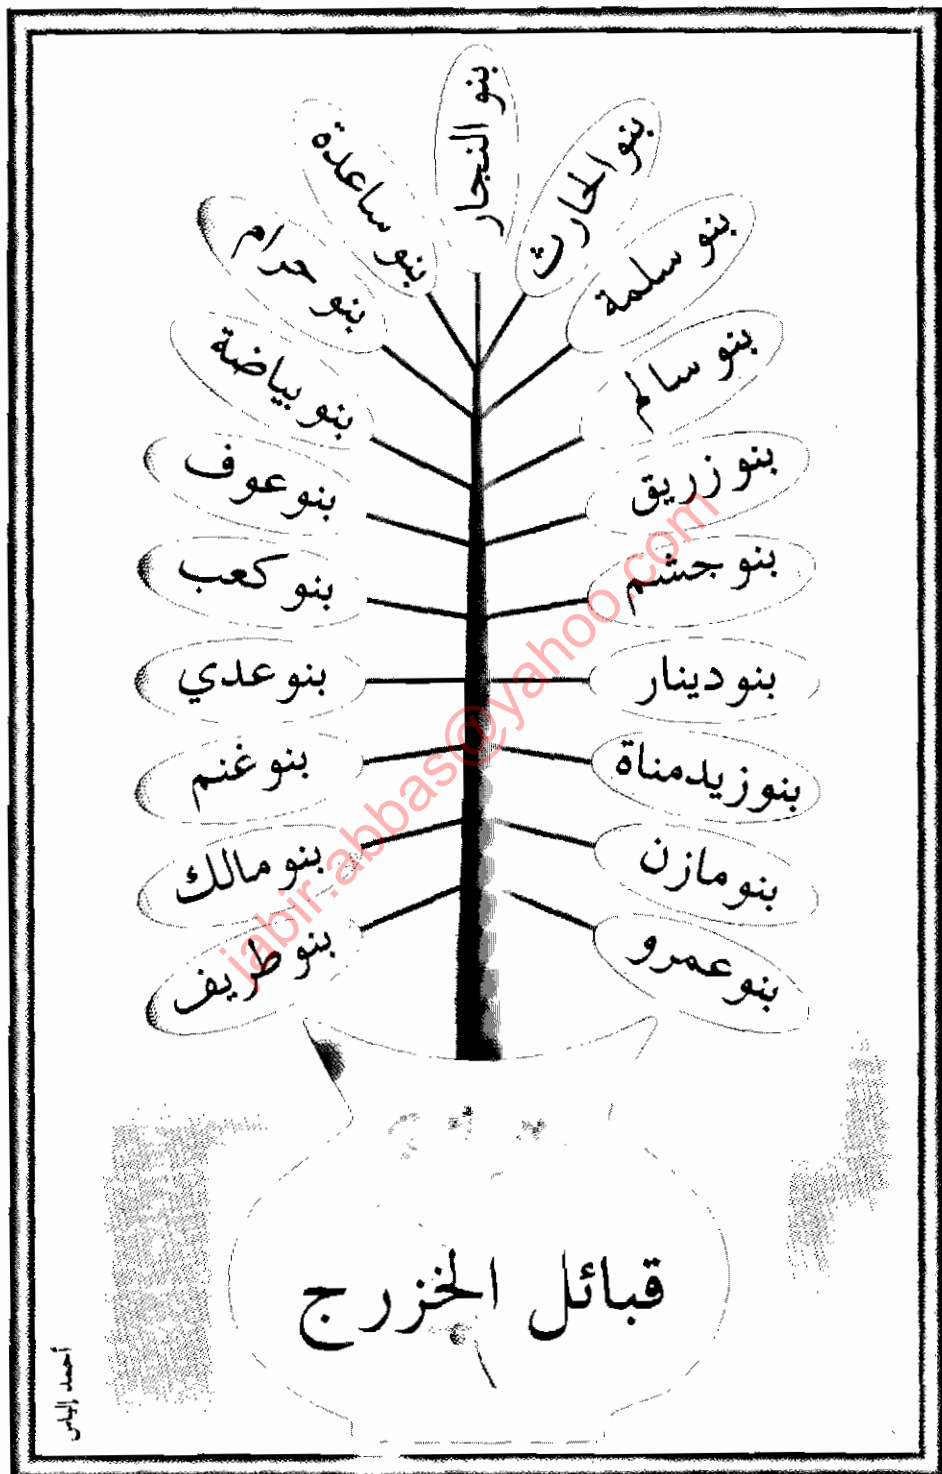 بنو النجار
بنو الحارث
بنو ساعدة
بنو سلمة
بنو حرام
بنو سالم
بنو بياضة
بنو زريق
بنو عوف
بنو جشم
بنو كعب
بنو دينار
بنو عدي
بنو زيدمناة
بنو غنم
بنو مازن
بنو مالك
بنو عمرو
بنو طريف
jabir.abbas@yahoo.com
قبائل الخزرج
أحمد إلياس